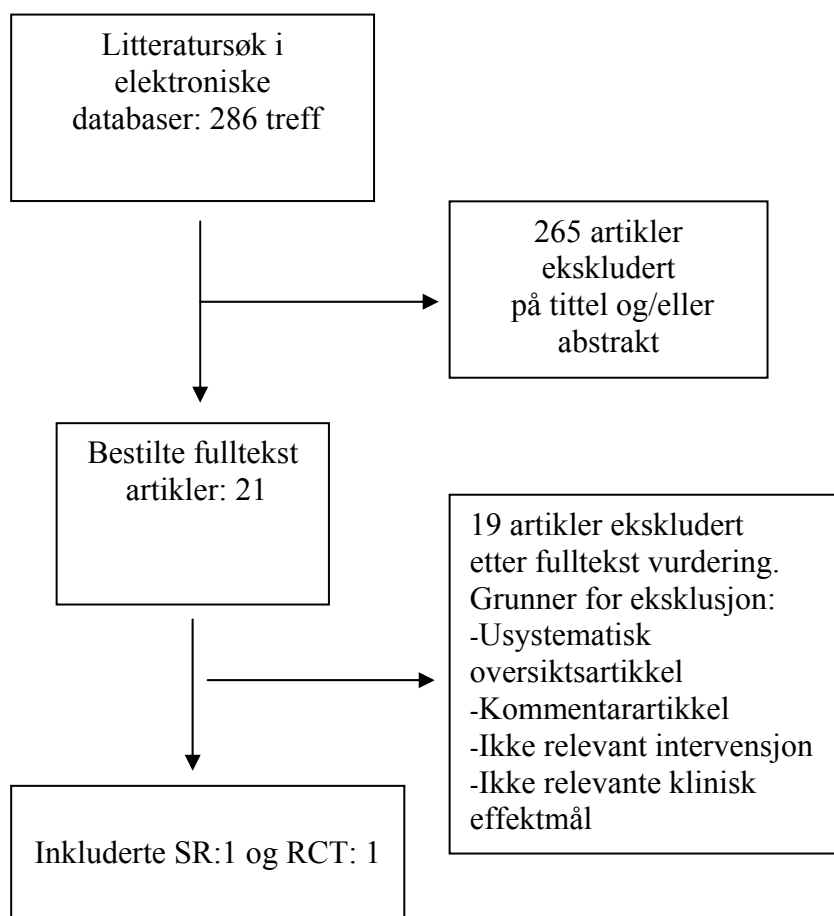 Litteratursøk i
elektroniske
databaser: 286 treff
265 artikler
ekskludert
på tittel og/eller
abstrakt
Bestilte fulltekst
artikler: 21
19 artikler ekskludert
etter fulltekst vurdering.
Grunner for eksklusjon:
-Usystematisk
oversiktsartikkel
-Kommentarartikkel
-Ikke relevant intervensjon
-Ikke relevante klinisk
effektmål
Inkluderte SR:1 og RCT: 1